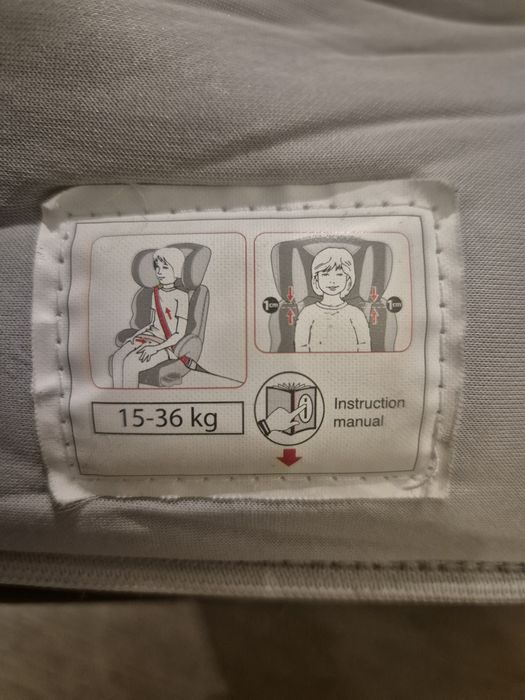 1cm
1cm
15-36 kg
Instruction
manual